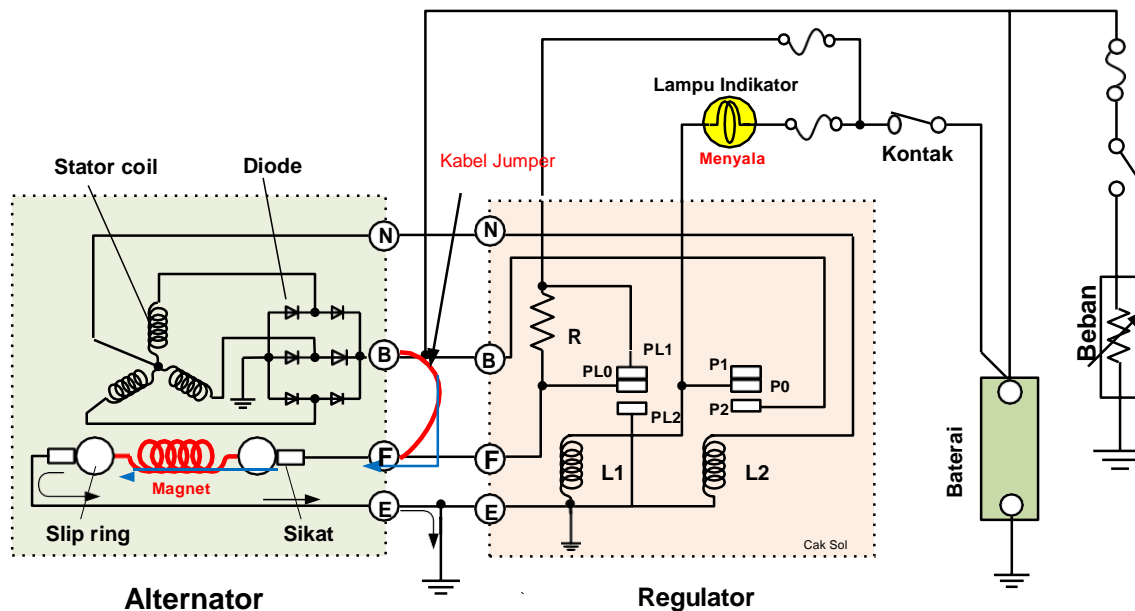 Lampu Indikator
Menyala
Kontak
Kabel Jumper
Stator coil
Diode
N
N
B
B
R
PL1
PL0
PL2
P1
P0
P2
F
F
L1
L2
Magnet
E
E
Slip ring
Sikat
Beban
Baterai
Cak Sol
Alternator
Regulator